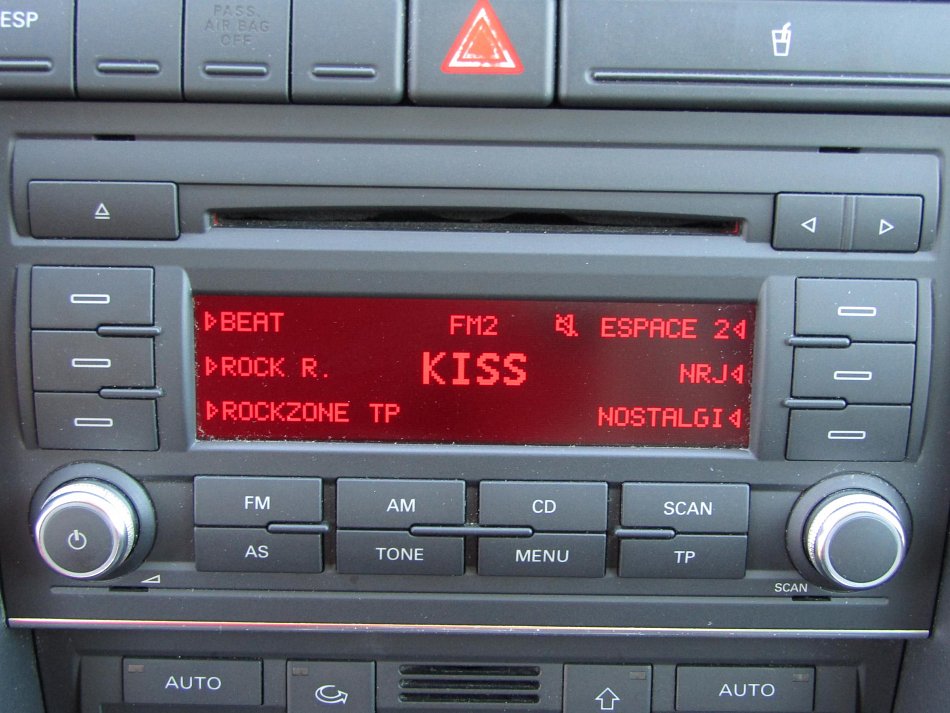 ESP
PASS.
AIR BAG
OFF
BEAT FM2 ESPACE 2
ROCK R. KISS NRJ
ROCKZONE TP NOSTALGI
FM AM CD SCAN
AS TONE MENU TP
SCAN
AUTO AUTO